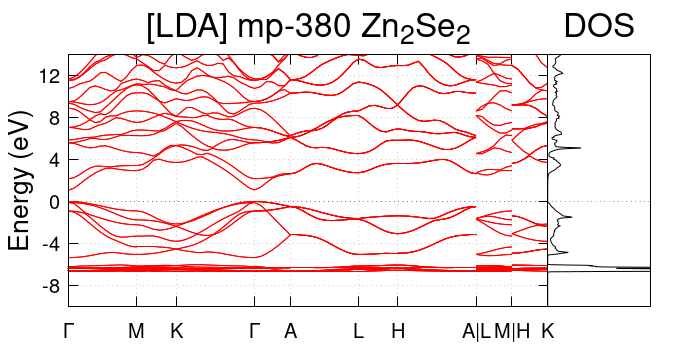 [LDA] mp-380 Zn₂Se₂ DOS
Energy (eV)
12
8
4
0
-4
-8
Γ M K Γ A L H A|L M|H K